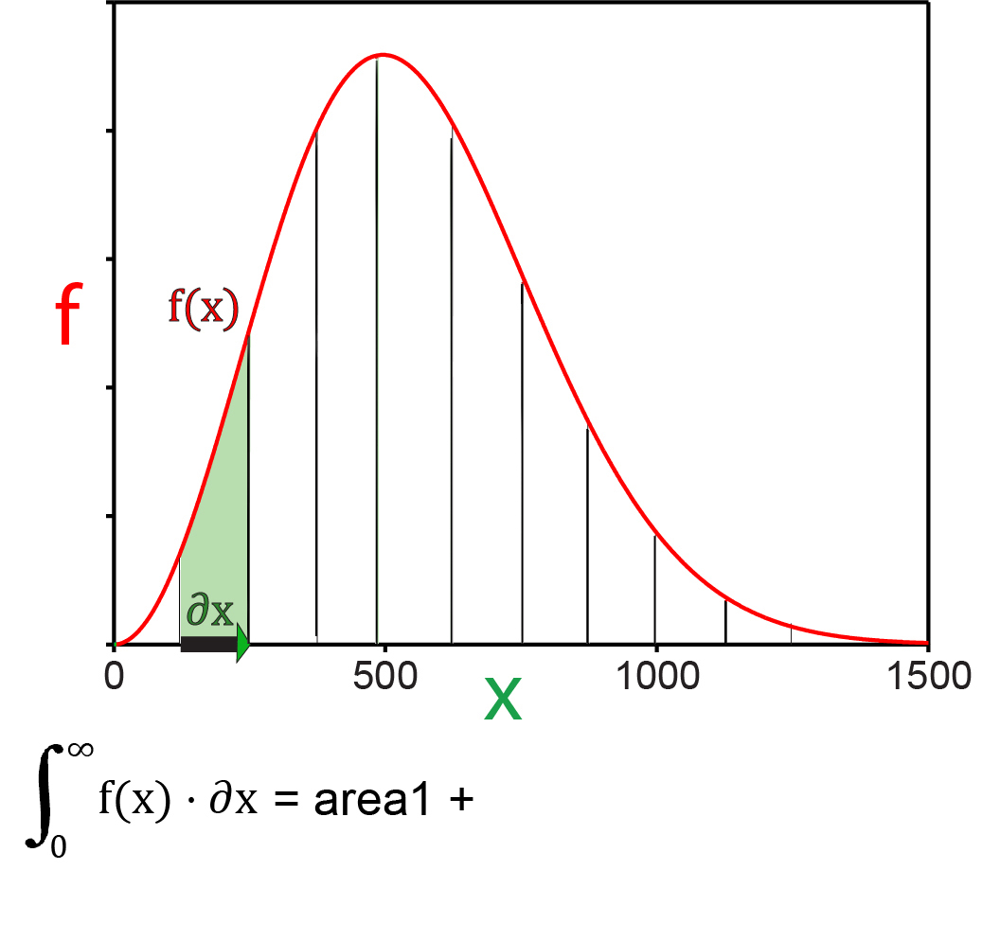 f(x)
f
∂x
0 500 1000 1500
x
∫₀^∞ f(x) · ∂x = area1 +